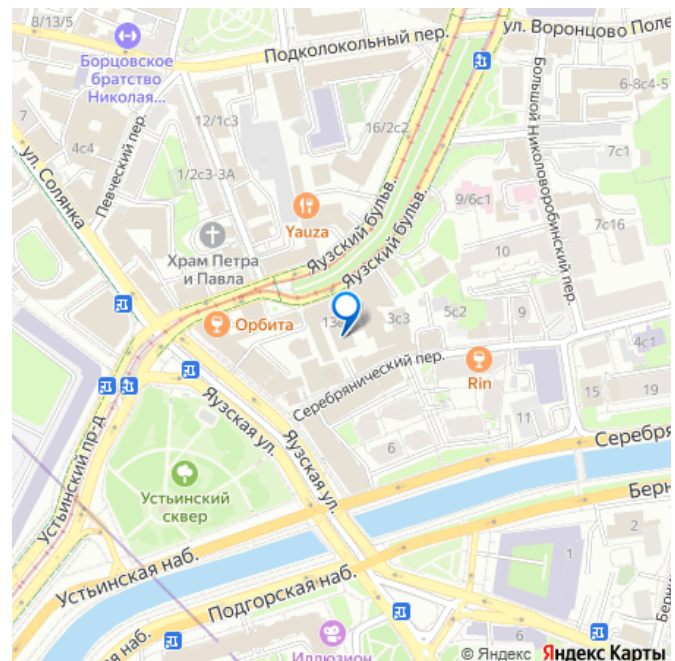 8/13/5
Борцовское
братство
Николая...
Подколокольный пер.
ул. Воронцово Поле
Большой Николоворобинский пер.
6-8с4-5
7
4с4
Певческий пер.
12/1с3
16/2с2
7с1
ул. Солянка
1/2с3-3А
Yauza
9/6с1
7с16
Храм Петра
и Павла
Яузский бульв.
Яузский бульв.
10
Орбита
3с3
5с2
9
4с1
Серебрянический пер.
Rin
15
19
11
Яузская ул.
Яузская ул.
6
Серебря
Устьинский пр-д
Устьинский
сквер
Берн
2
1
Устьинская наб.
Подгорская наб.
Берни
наб.
Иллюзион
6
© Яндекс Яндекс Карты